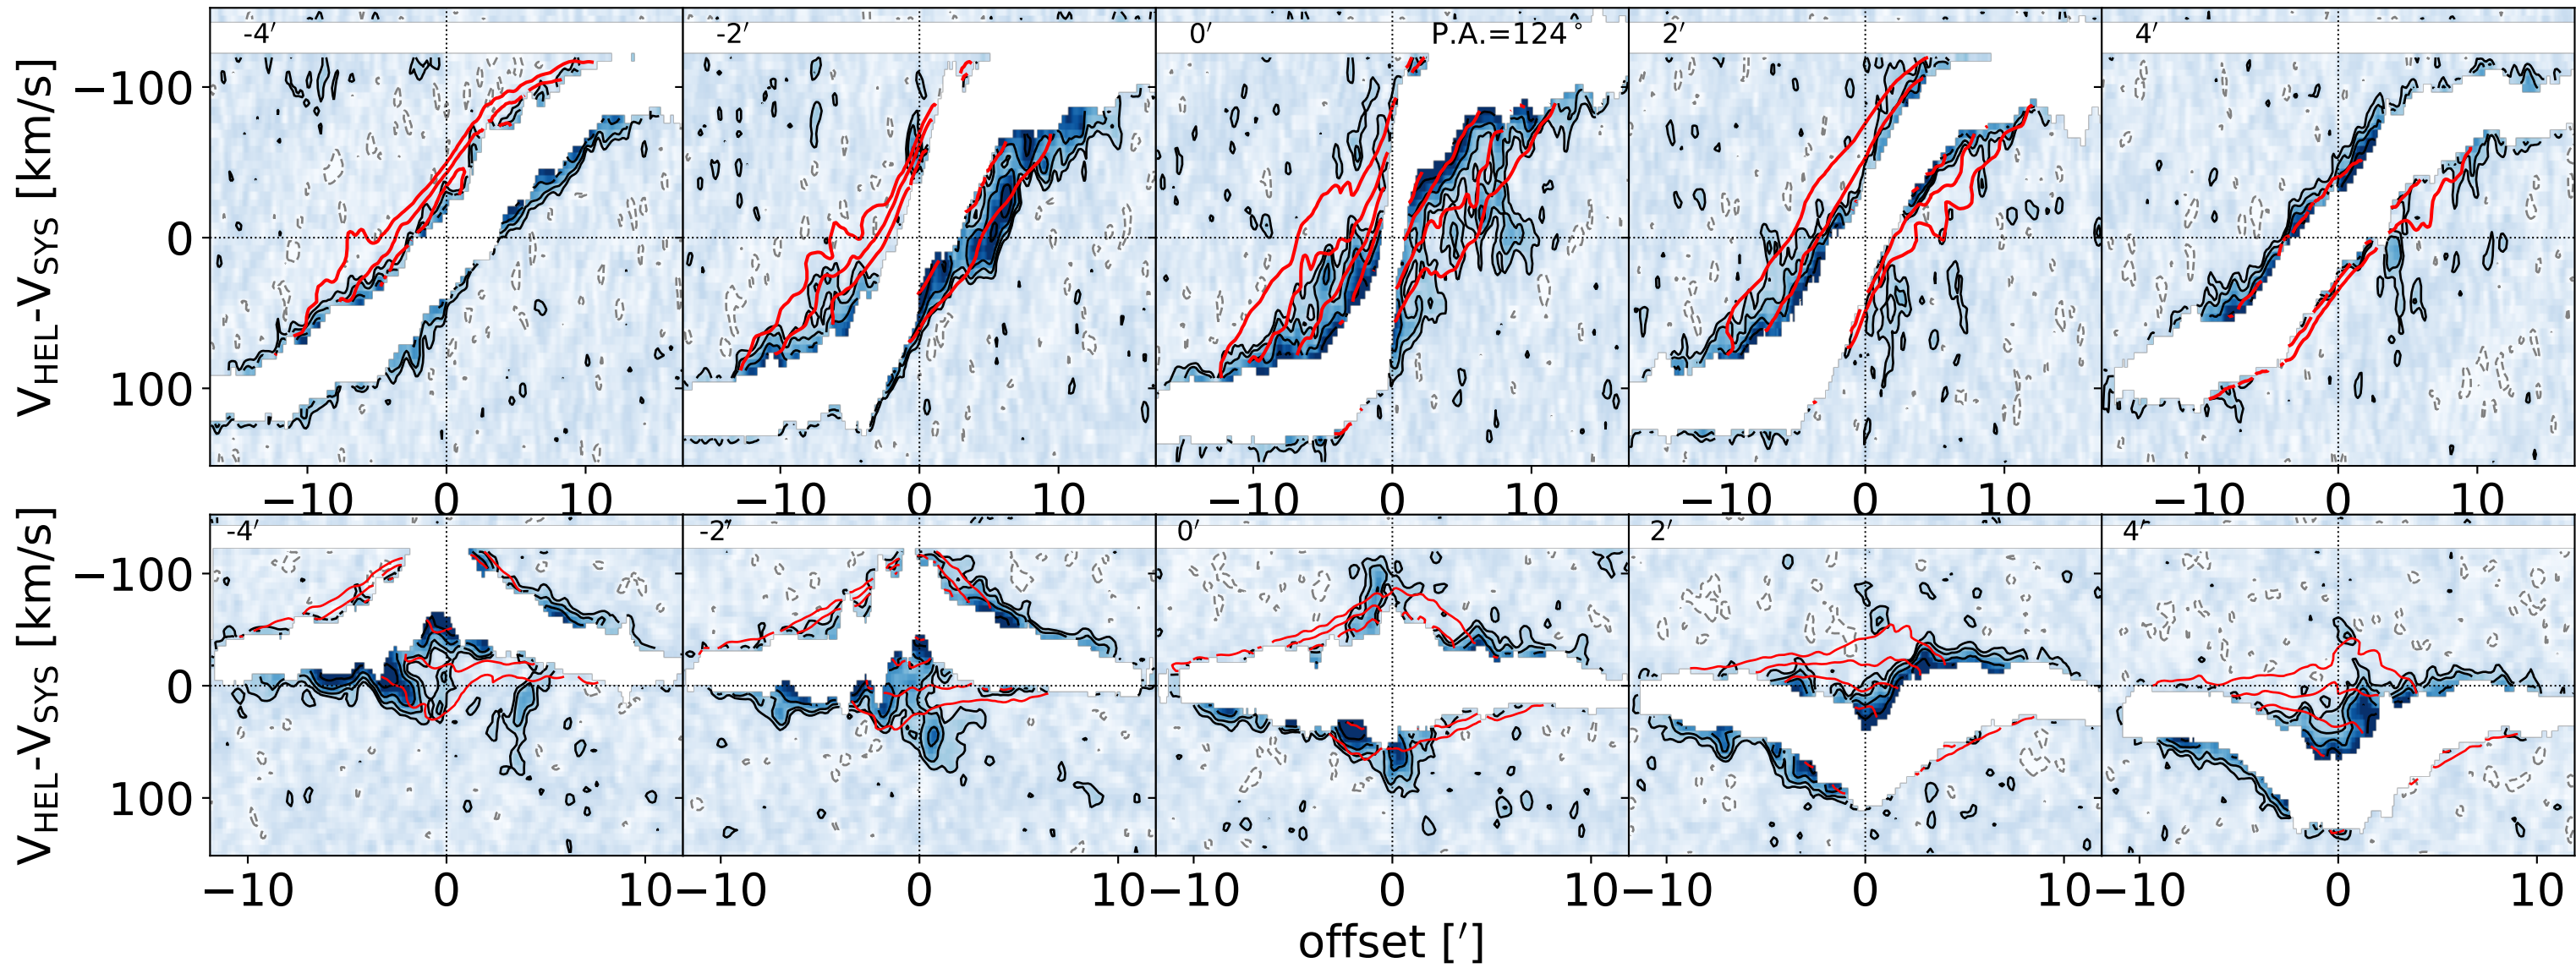 -4′ -2′ 0′ P.A.=124° 2′ 4′
V_HEL-V_SYS [km/s]
−100
0
100
−10 0 10 −10 0 10 −10 0 10 −10 0 10 −10 0 10
-4′ -2′ 0′ 2′ 4′
V_HEL-V_SYS [km/s]
−100
0
100
−10 0 10 −10 0 10 −10 0 10 −10 0 10 −10 0 10
offset [′]